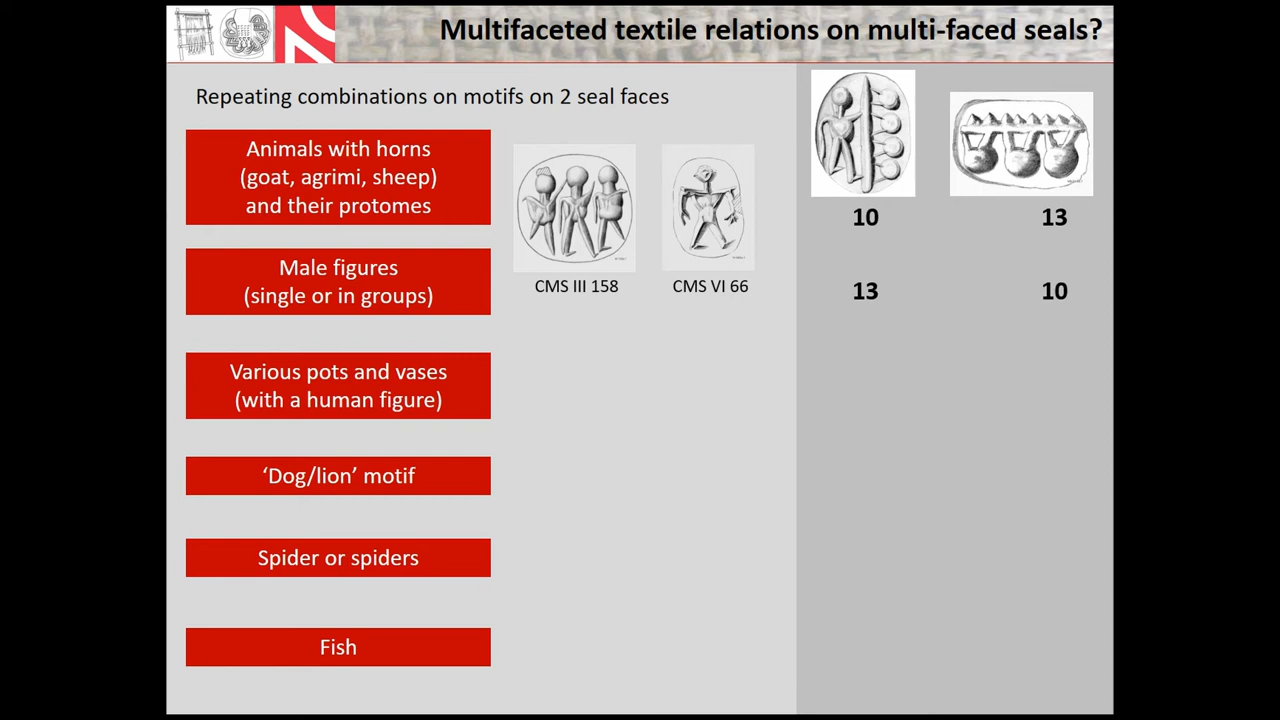 Multifaceted textile relations on multi-faced seals?
Repeating combinations on motifs on 2 seal faces
Animals with horns
(goat, agrimi, sheep)
and their protomes
10 13
Male figures
(single or in groups)
CMS III 158 CMS VI 66
13 10
Various pots and vases
(with a human figure)
‘Dog/lion’ motif
Spider or spiders
Fish